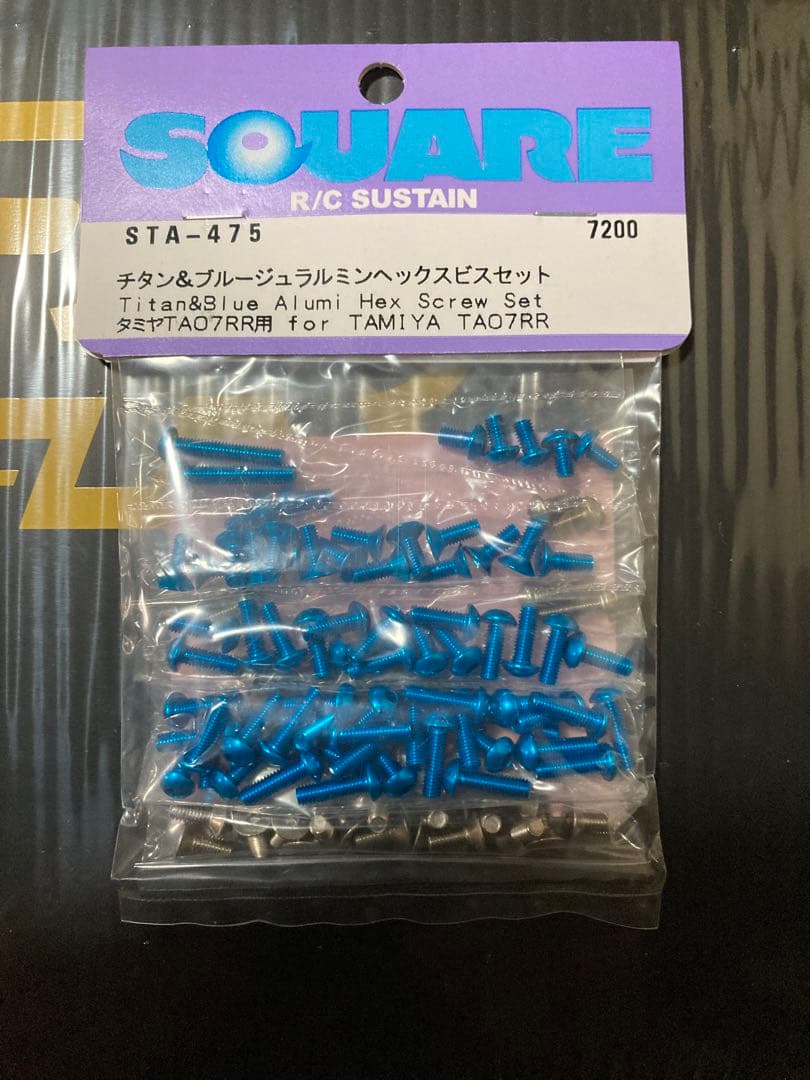 SQUARE
R/C SUSTAIN
STA-475 7200
チタン&ブルージュラルミンヘックスビスセット
Titan&Blue Alumi Hex Screw Set
タミヤTA07RR用 for TAMIYA TA07RR